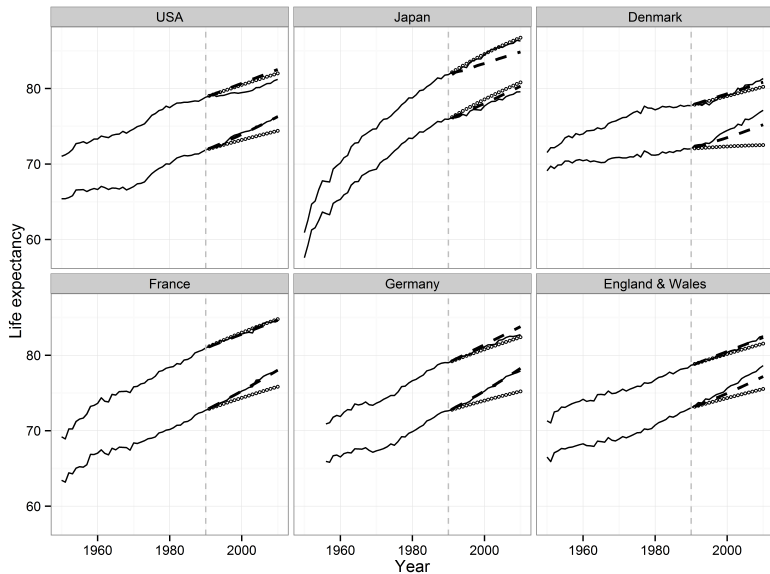 USA
Japan
Denmark
80
70
60
France
Germany
England & Wales
80
70
60
1960
1980
2000
1960
1980
2000
1960
1980
2000
Year
Life expectancy